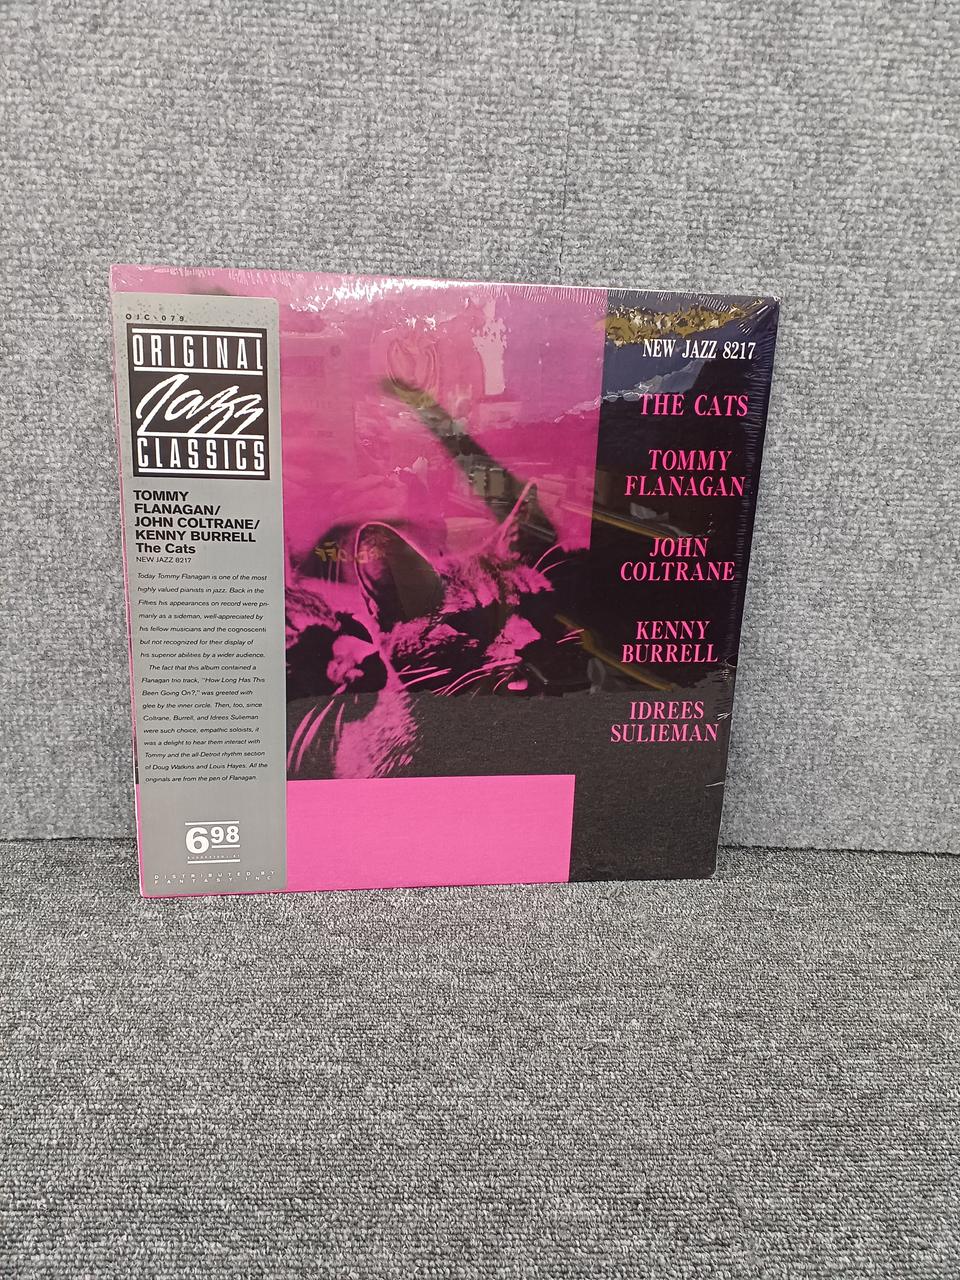 OJC-079
ORIGINAL
Jazz
CLASSICS
TOMMY
FLANAGAN/
JOHN COLTRANE/
KENNY BURRELL
The Cats
NEW JAZZ 8217
Today Tommy Flanagan is one of the most
highly valued pianists in jazz. Back in the
Fifties his appearances on record were pri-
marily as a sideman, well-appreciated by
his fellow musicians and the cognoscenti
but not recognized for their display of
his superior abilities by a wider audience.
The fact that this album contained a
Flanagan trio track, "How Long Has This
Been Going On?," was greeted with
glee by the inner circle. Then, too, since
Coltrane, Burrell, and Idrees Sulieman
were such choice, empathic soloists, it
was a delight to hear them interact with
Tommy and the all-Detroit rhythm section
of Doug Watkins and Louis Hayes. All the
originals are from the pen of Flanagan.
6.98
DISTRIBUTED BY
FANTASY, INC.
NEW JAZZ 8217
THE CATS
TOMMY
FLANAGAN
JOHN
COLTRANE
KENNY
BURRELL
IDREES
SULIEMAN